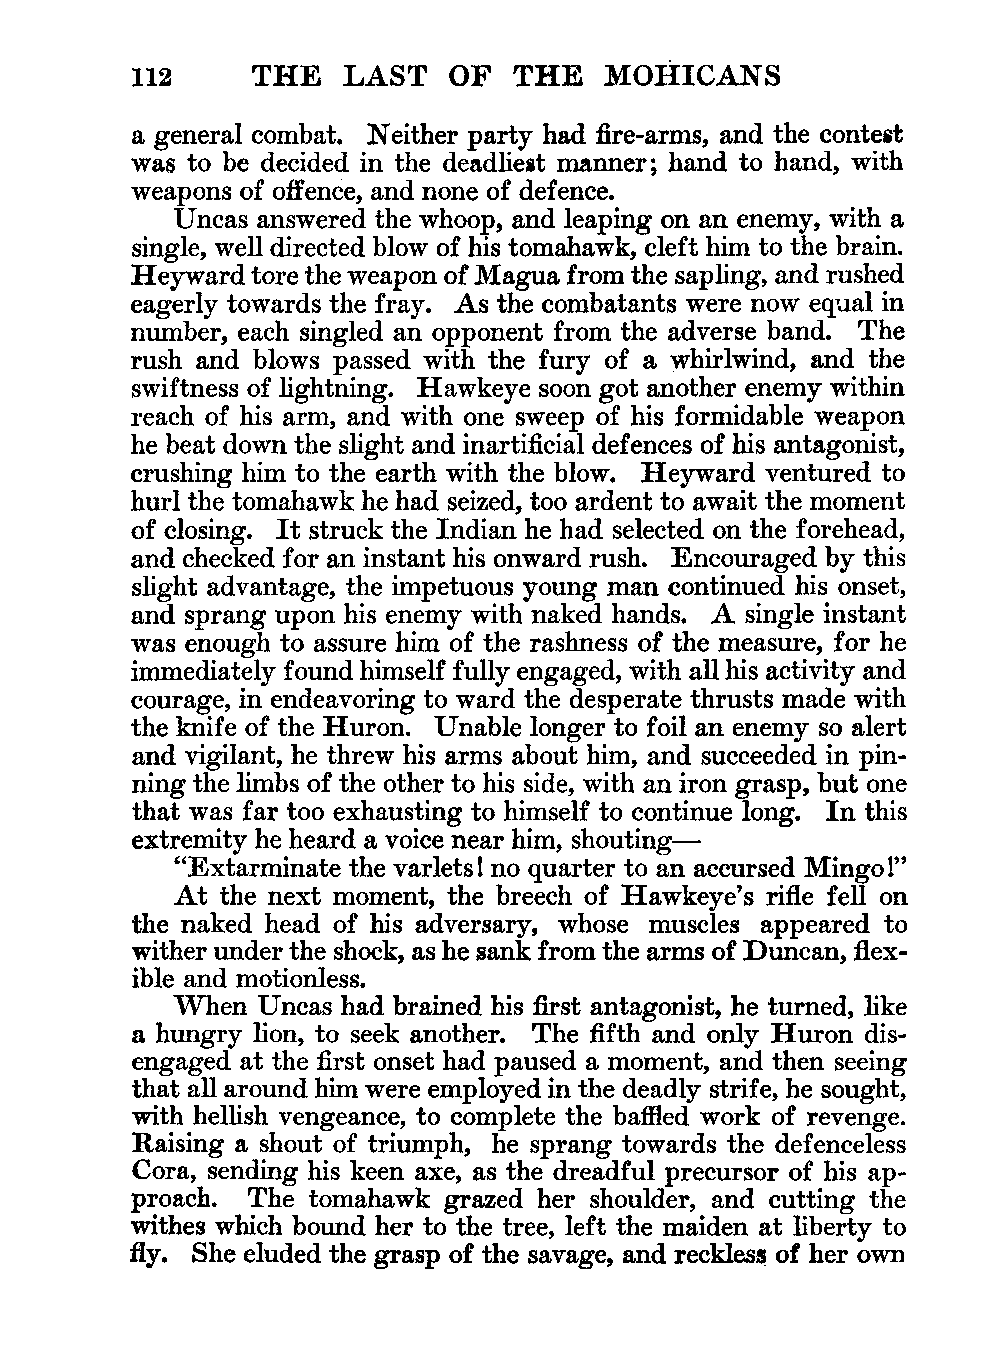 112 THE LAST OF THE MOHICANS
a general combat. Neither party had fire-arms, and the contest
was to be decided in the deadliest manner; hand to hand, with
weapons of offence, and none of defence.
Uncas answered the whoop, and leaping on an enemy, with a
single, well directed blow of his tomahawk, cleft him to the brain.
Heyward tore the weapon of Magua from the sapling, and rushed
eagerly towards the fray. As the combatants were now equal in
number, each singled an opponent from the adverse band. The
rush and blows passed with the fury of a whirlwind, and the
swiftness of lightning. Hawkeye soon got another enemy within
reach of his arm, and with one sweep of his formidable weapon
he beat down the slight and inartificial defences of his antagonist,
crushing him to the earth with the blow. Heyward ventured to
hurl the tomahawk he had seized, too ardent to await the moment
of closing. It struck the Indian he had selected on the forehead,
and checked for an instant his onward rush. Encouraged by this
slight advantage, the impetuous young man continued his onset,
and sprang upon his enemy with naked hands. A single instant
was enough to assure him of the rashness of the measure, for he
immediately found himself fully engaged, with all his activity and
courage, in endeavoring to ward the desperate thrusts made with
the knife of the Huron. Unable longer to foil an enemy so alert
and vigilant, he threw his arms about him, and succeeded in pin-
ning the limbs of the other to his side, with an iron grasp, but one
that was far too exhausting to himself to continue long. In this
extremity he heard a voice near him, shouting—
“Extarminate the varlets! no quarter to an accursed Mingo!”
At the next moment, the breech of Hawkeye’s rifle fell on
the naked head of his adversary, whose muscles appeared to
wither under the shock, as he sank from the arms of Duncan, flex-
ible and motionless.
When Uncas had brained his first antagonist, he turned, like
a hungry lion, to seek another. The fifth and only Huron dis-
engaged at the first onset had paused a moment, and then seeing
that all around him were employed in the deadly strife, he sought,
with hellish vengeance, to complete the baffled work of revenge.
Raising a shout of triumph, he sprang towards the defenceless
Cora, sending his keen axe, as the dreadful precursor of his ap-
proach. The tomahawk grazed her shoulder, and cutting the
withes which bound her to the tree, left the maiden at liberty to
fly. She eluded the grasp of the savage, and reckless of her own